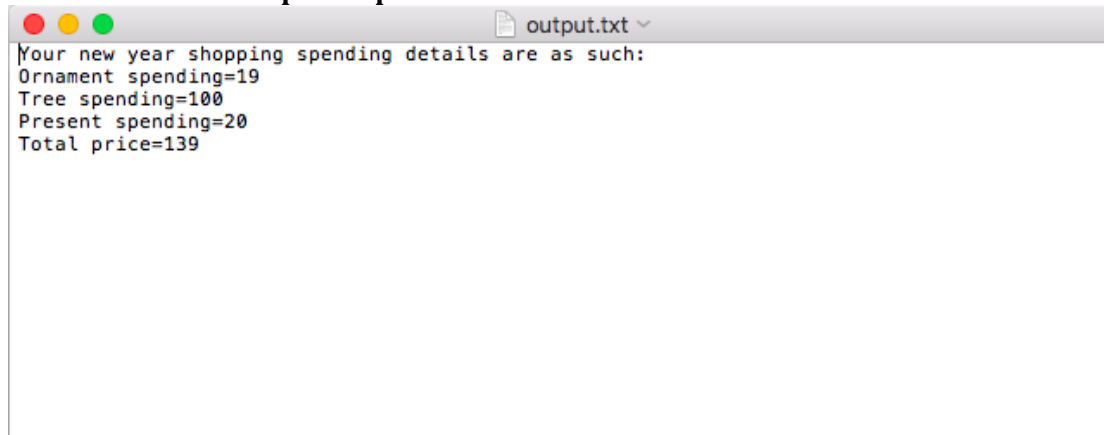 output.txt
Your new year shopping spending details are as such:
Ornament spending=19
Tree spending=100
Present spending=20
Total price=139